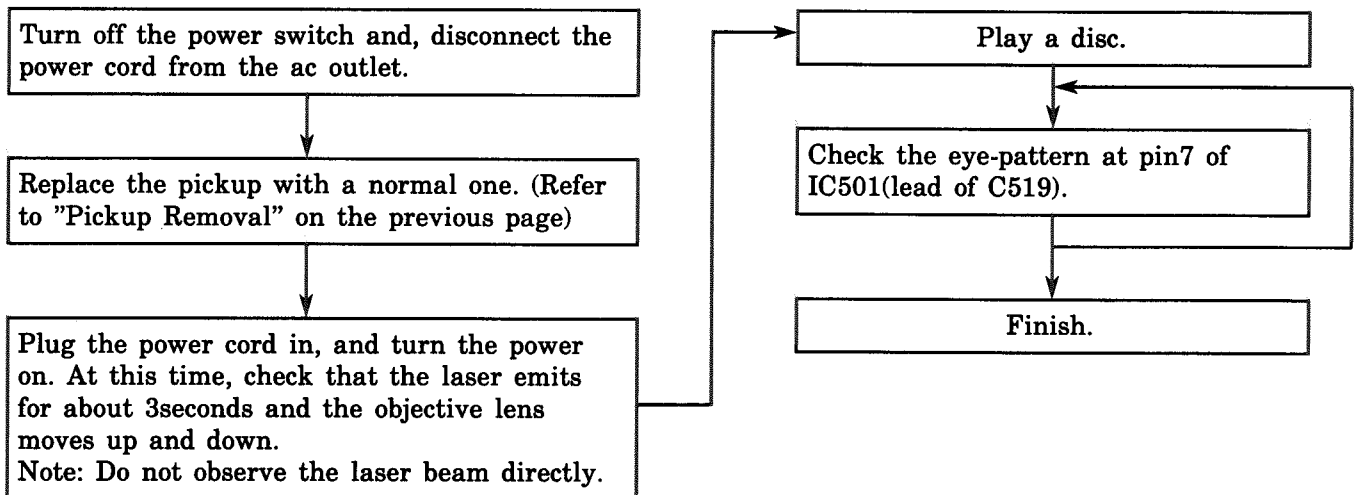 Turn off the power switch and, disconnect the
power cord from the ac outlet.
Replace the pickup with a normal one. (Refer
to ”Pickup Removal” on the previous page)
Plug the power cord in, and turn the power
on. At this time, check that the laser emits
for about 3seconds and the objective lens
moves up and down.
Note: Do not observe the laser beam directly.
Play a disc.
Check the eye-pattern at pin7 of
IC501(lead of C519).
Finish.